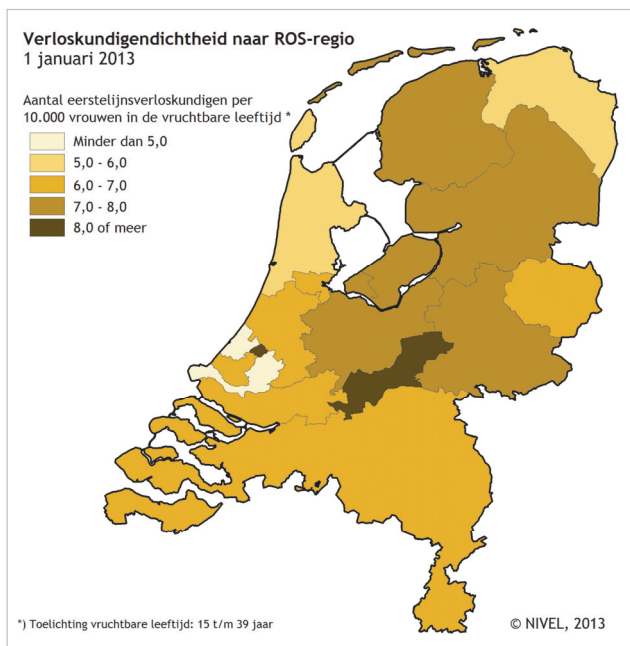 Verloskundigendichtheid naar ROS-regio
1 januari 2013
Aantal eerstelijnsverloskundigen per
10.000 vrouwen in de vruchtbare leeftijd *
Minder dan 5,0
5,0 - 6,0
6,0 - 7,0
7,0 - 8,0
8,0 of meer
*) Toelichting vruchtbare leeftijd: 15 t/m 39 jaar
© NIVEL, 2013